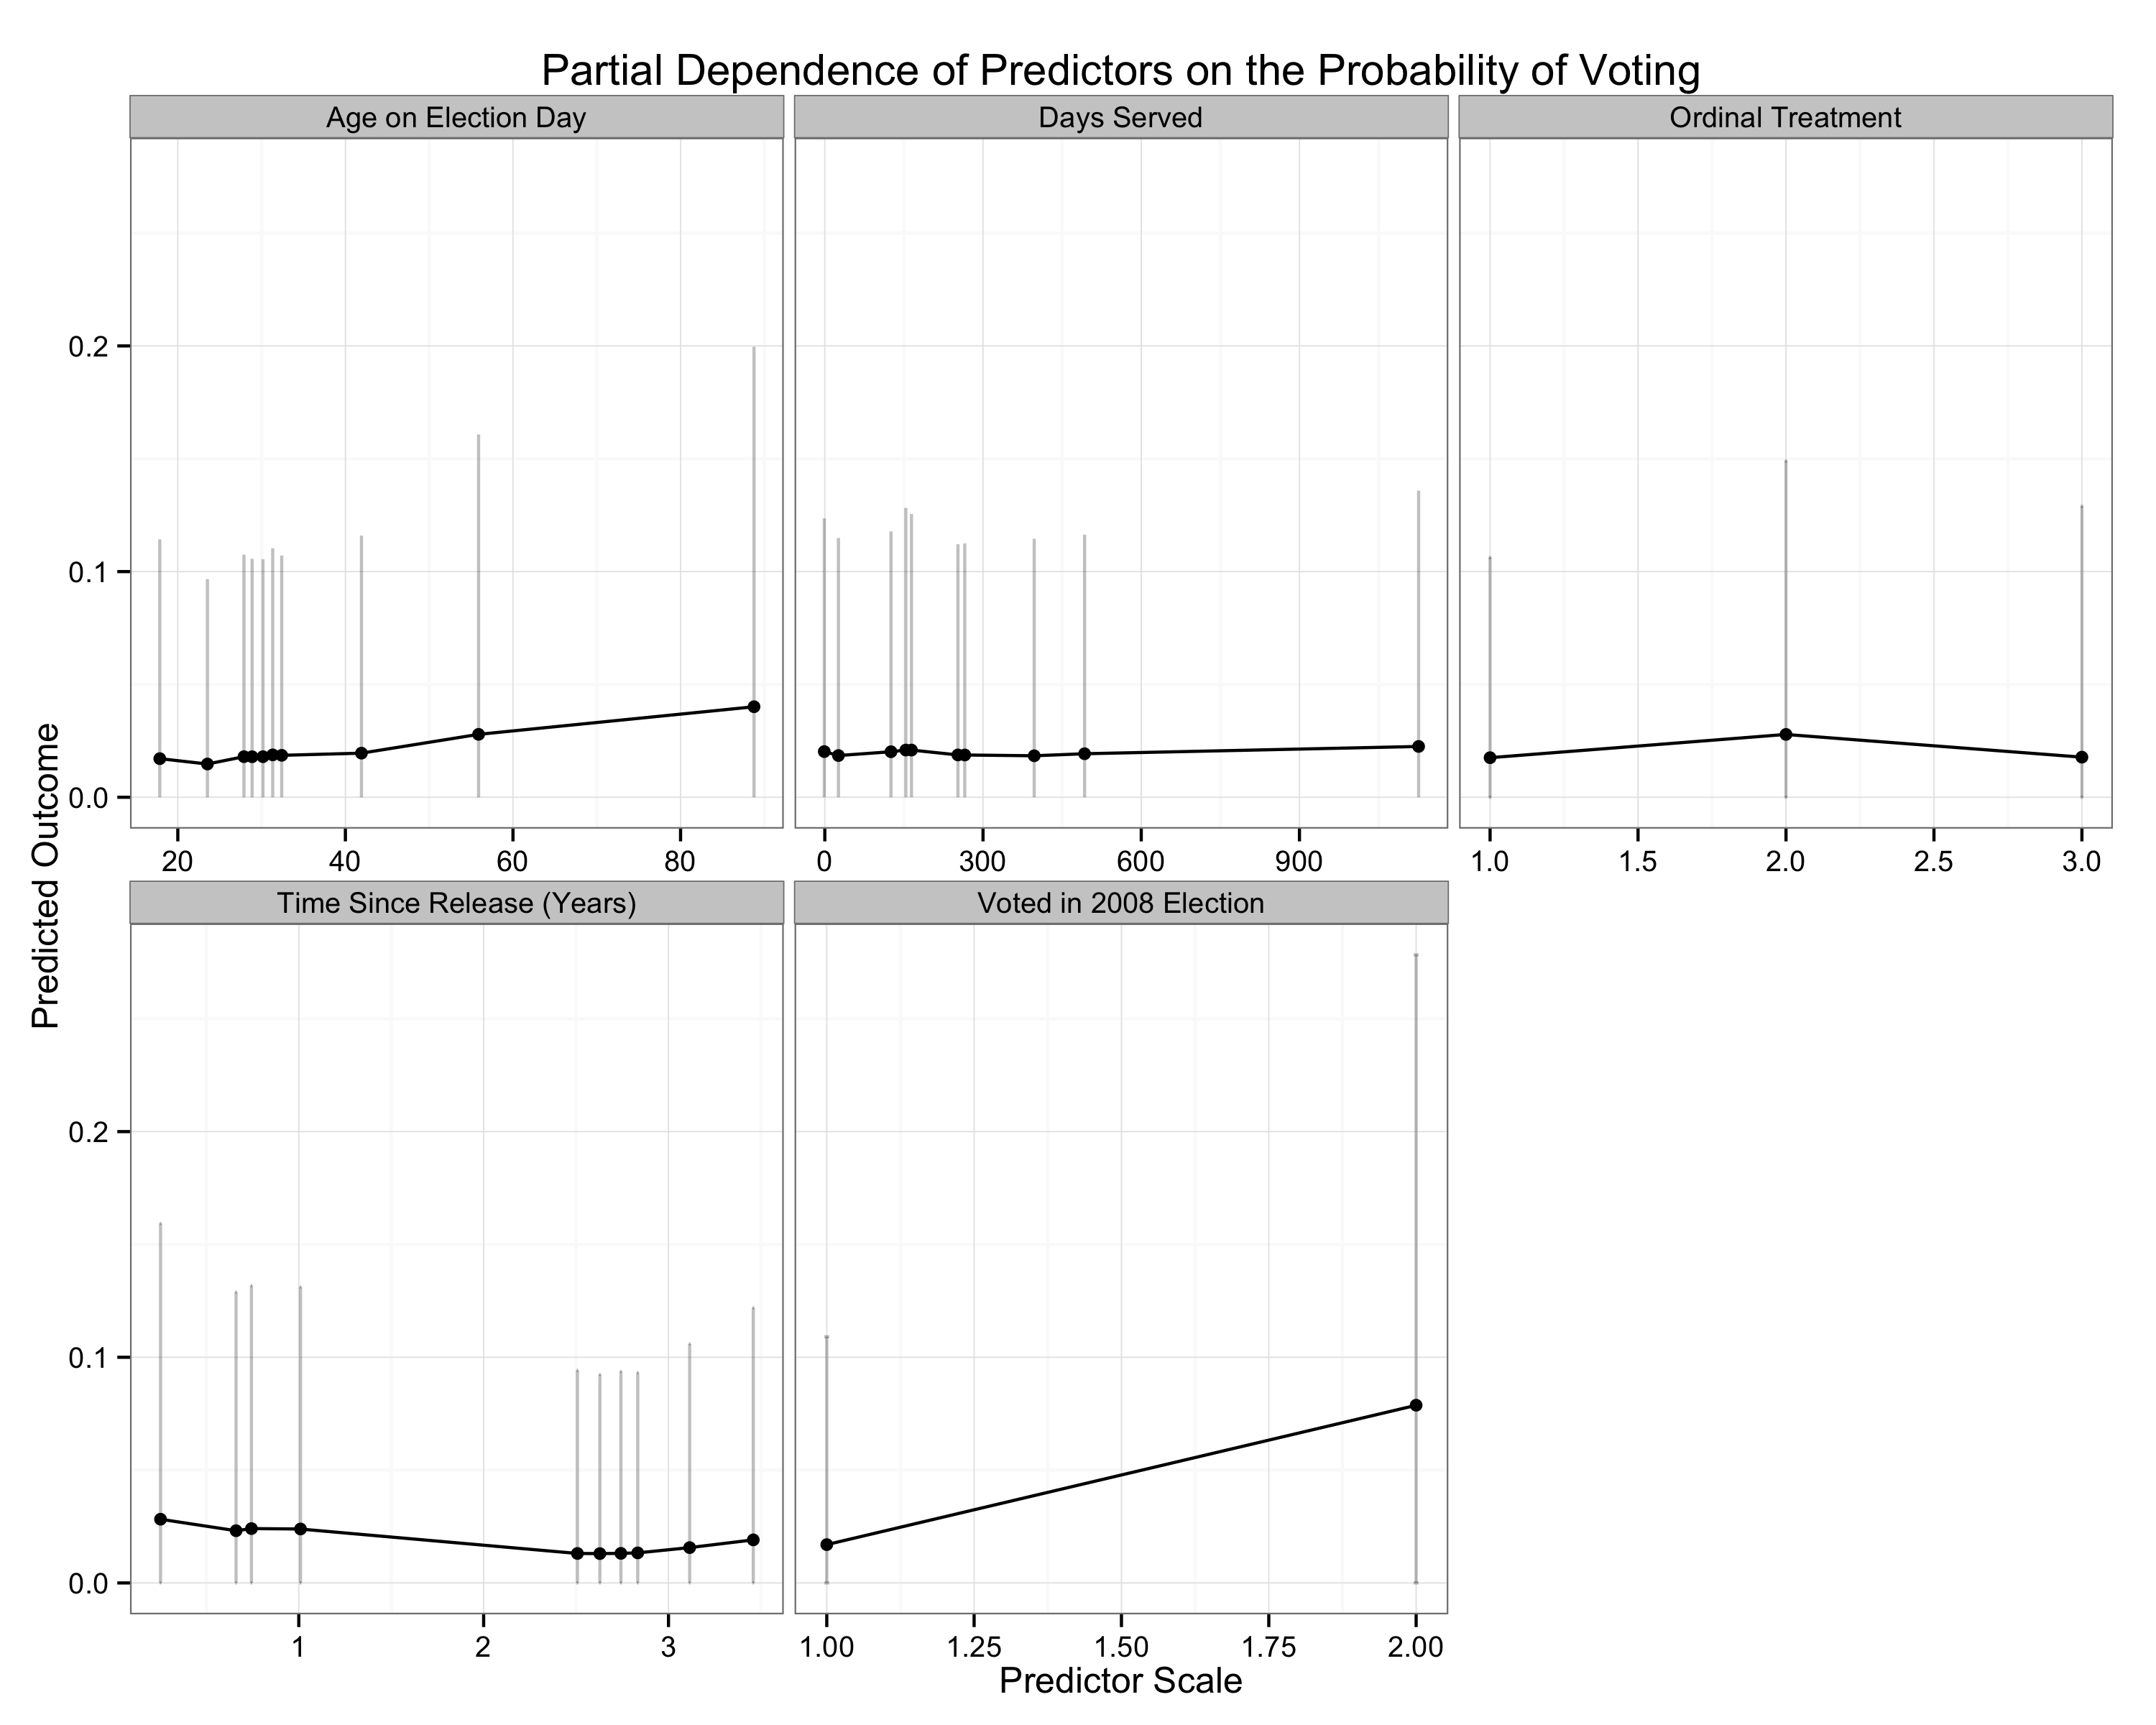 Partial Dependence of Predictors on the Probability of Voting
Age on Election Day
Days Served
Ordinal Treatment
0.2
0.1
0.0
20 40 60 80
0 300 600 900
1.0 1.5 2.0 2.5 3.0
Predicted Outcome
Time Since Release (Years)
Voted in 2008 Election
0.2
0.1
0.0
1 2 3
1.00 1.25 1.50 1.75 2.00
Predictor Scale